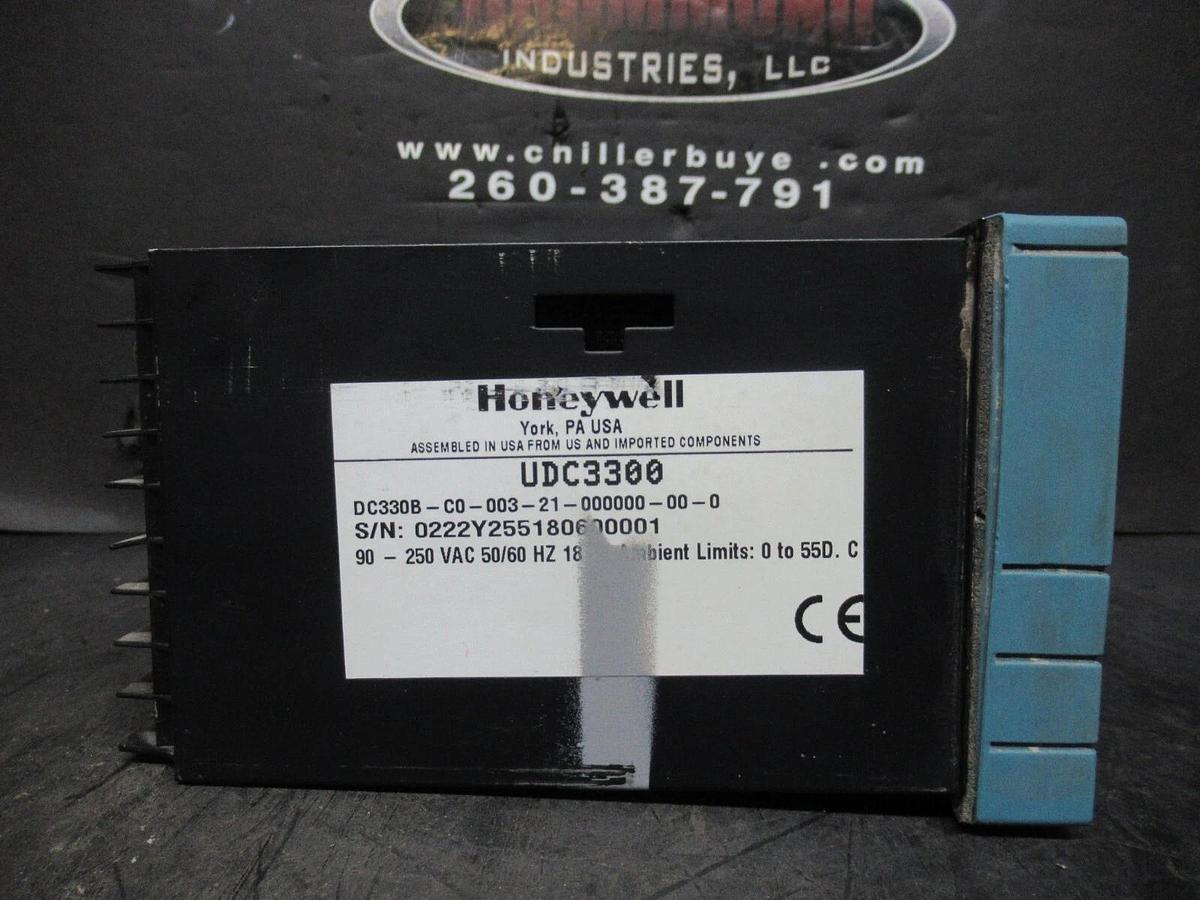 INDUSTRIES, LLC
www.chillerbuye .com
260-387-791
Honeywell
York, PA USA
ASSEMBLED IN USA FROM US AND IMPORTED COMPONENTS
UDC3300
DC330B - C0 - 003 - 21 - 000000 - 00 - 0
S/N: 0222Y255180600001
90 - 250 VAC 50/60 HZ 18 Ambient Limits: 0 to 55D. C
CE